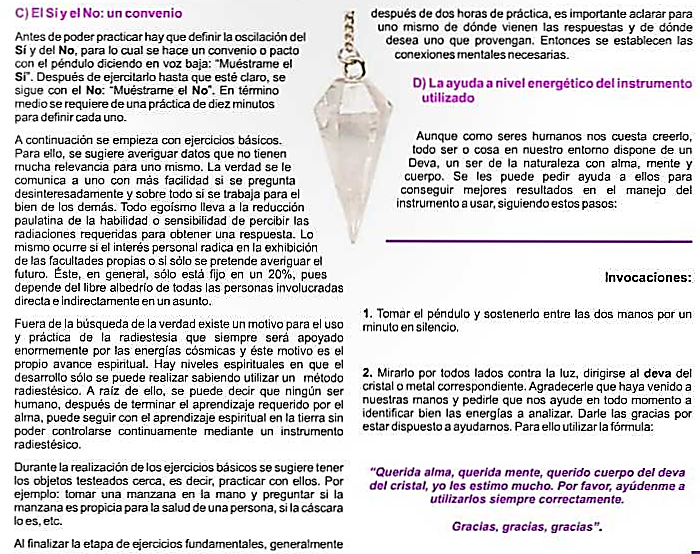 C) El Sí y el No: un convenio
Antes de poder practicar hay que definir la oscilación del
Sí y del No, para lo cual se hace un convenio o pacto
con el péndulo diciendo en voz baja: "Muéstrame el
Sí". Después de ejercitarlo hasta que esté claro, se
sigue con el No: "Muéstrame el No". En término
medio se requiere de una práctica de diez minutos
para definir cada uno.
A continuación se empieza con ejercicios básicos.
Para ello, se sugiere averiguar datos que no tienen
mucha relevancia para uno mismo. La verdad se le
comunica a uno con más facilidad si se pregunta
desinteresadamente y sobre todo si se trabaja para el
bien de los demás. Todo egoísmo lleva a la reducción
paulatina de la habilidad o sensibilidad de percibir las
radiaciones requeridas para obtener una respuesta. Lo
mismo ocurre si el interés personal radica en la exhibición
de las facultades propias o si sólo se pretende averiguar el
futuro. Éste, en general, sólo está fijo en un 20%, pues
depende del libre albedrío de todas las personas involucradas
directa e indirectamente en un asunto.
Fuera de la búsqueda de la verdad existe un motivo para el uso
y práctica de la radiestesia que siempre será apoyado
enormemente por las energías cósmicas y éste motivo es el
propio avance espiritual. Hay niveles espirituales en que el
desarrollo sólo se puede realizar sabiendo utilizar un método
radiestésico. A raíz de ello, se puede decir que ningún ser
humano, después de terminar el aprendizaje requerido por el
alma, puede seguir con el aprendizaje espiritual en la tierra sin
poder controlarse continuamente mediante un instrumento
radiestésico.
Durante la realización de los ejercicios básicos se sugiere tener
los objetos testeados cerca, es decir, practicar con ellos. Por
ejemplo: tomar una manzana en la mano y preguntar si la
manzana es propicia para la salud de una persona, si la cáscara
lo es, etc.
Al finalizar la etapa de ejercicios fundamentales, generalmente
después de dos horas de práctica, es importante aclarar para
uno mismo de dónde vienen las respuestas y de dónde
desea uno que provengan. Entonces se establecen las
conexiones mentales necesarias.
D) La ayuda a nivel energético del instrumento
utilizado
Aunque como seres humanos nos cuesta creerlo,
todo ser o cosa en nuestro entorno dispone de un
Deva, un ser de la naturaleza con alma, mente y
cuerpo. Se les puede pedir ayuda a ellos para
conseguir mejores resultados en el manejo del
instrumento a usar, siguiendo estos pasos:
Invocaciones:
1. Tomar el péndulo y sostenerlo entre las dos manos por un
minuto en silencio.
2. Mirarlo por todos lados contra la luz, dirigirse al deva del
cristal o metal correspondiente. Agradecerle que haya venido a
nuestras manos y pedirle que nos ayude en todo momento a
identificar bien las energías a analizar. Darle las gracias por
estar dispuesto a ayudarnos. Para ello utilizar la fórmula:
"Querida alma, querida mente, querido cuerpo del deva
del cristal, yo les estimo mucho. Por favor, ayúdenme a
utilizarlos siempre correctamente.
Gracias, gracias, gracias".